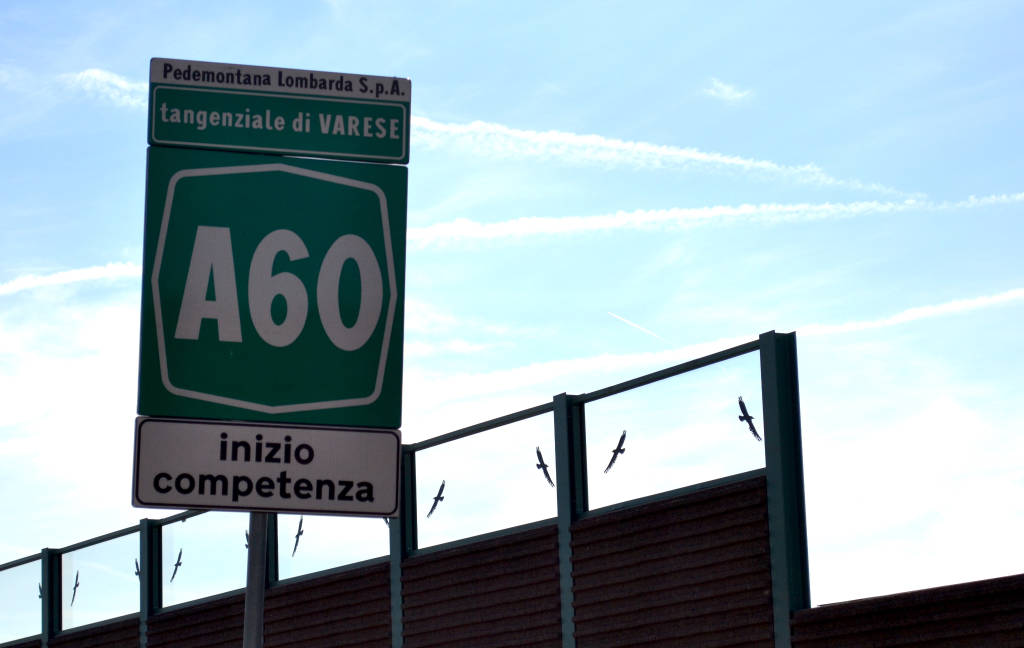 Pedemontana Lombarda S.p.A.
tangenziale di VARESE
A60
inizio
competenza